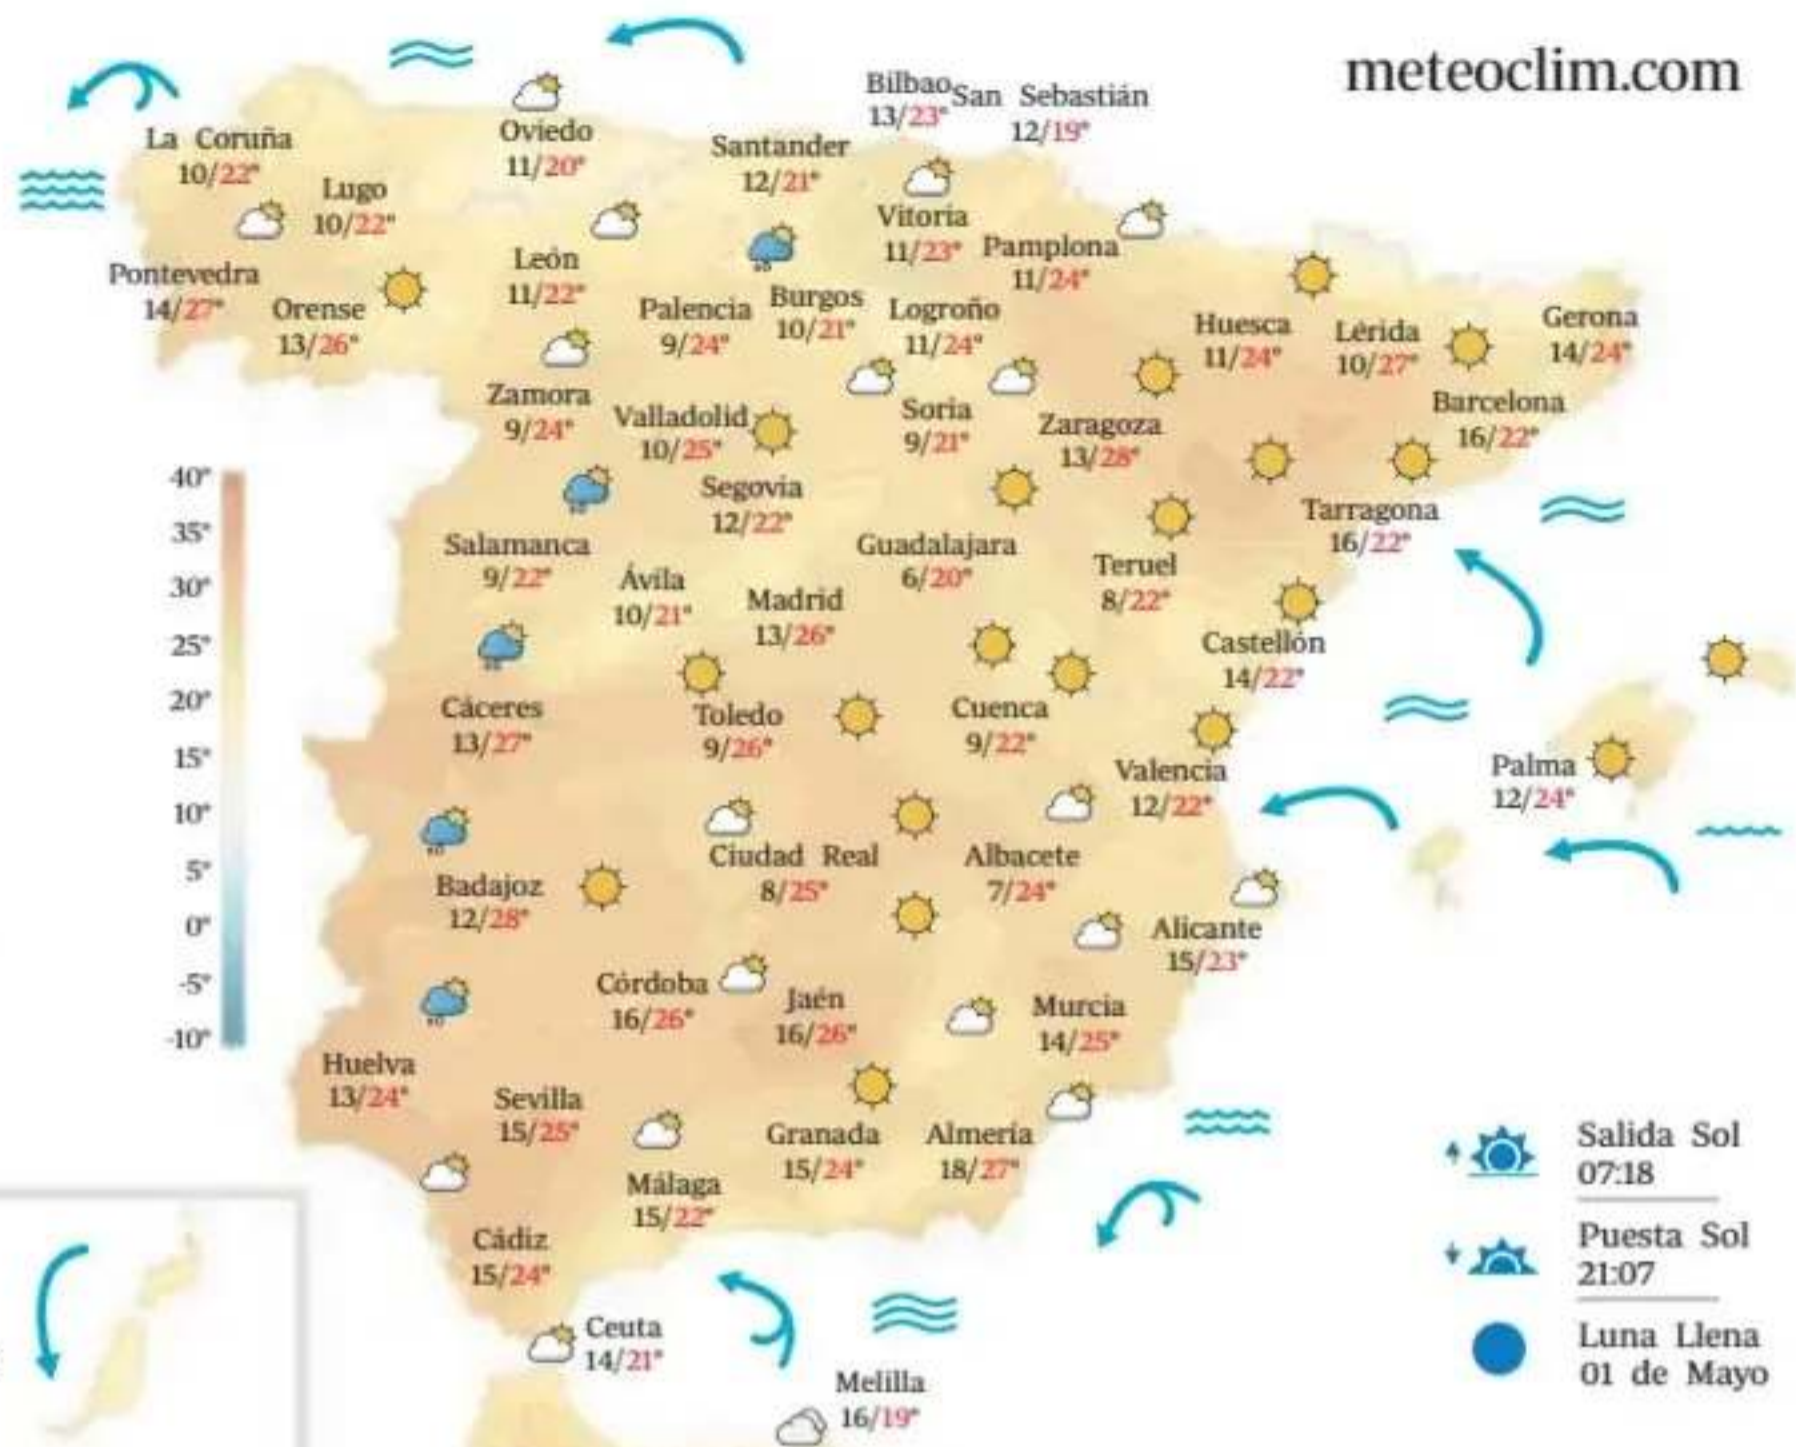 meteoclim.com
Bilbao
13/23°
San Sebastián
12/19°
La Coruña
10/22°
Oviedo
11/20°
Santander
12/21°
Lugo
10/22°
Vitoria
11/23°
Pamplona
11/24°
León
11/22°
Pontevedra
14/27°
Orense
13/26°
Palencia
9/24°
Burgos
10/21°
Logroño
11/24°
Huesca
11/24°
Lérida
10/27°
Gerona
14/24°
Zamora
9/24°
Valladolid
10/25°
Soria
9/21°
Zaragoza
13/28°
Barcelona
16/22°
Segovia
12/22°
Tarragona
16/22°
Salamanca
9/22°
Ávila
10/21°
Madrid
13/26°
Guadalajara
6/20°
Teruel
8/22°
Castellón
14/22°
Cáceres
13/27°
Toledo
9/26°
Cuenca
9/22°
Valencia
12/22°
Palma
12/24°
Badajoz
12/28°
Ciudad Real
8/25°
Albacete
7/24°
Alicante
15/23°
Córdoba
16/26°
Jaén
16/26°
Murcia
14/25°
Huelva
13/24°
Sevilla
15/25°
Granada
15/24°
Almería
18/27°
Málaga
15/22°
Cádiz
15/24°
Ceuta
14/21°
Melilla
16/19°
40°
35°
30°
25°
20°
15°
10°
5°
0°
-5°
-10°
Salida Sol
07:18
Puesta Sol
21:07
Luna Llena
01 de Mayo